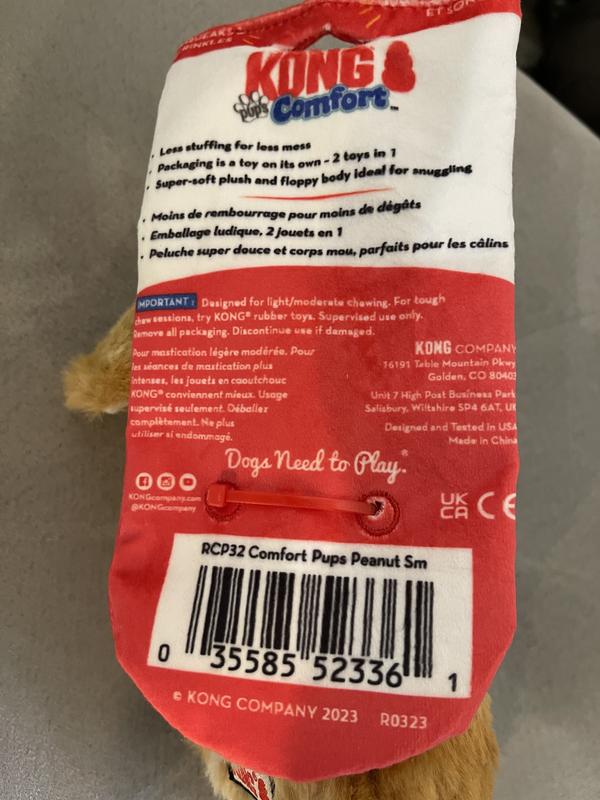 ET SON
KONG
pups Comfort™
• Less stuffing for less mess
• Packaging is a toy on its own - 2 toys in 1
• Super-soft plush and floppy body ideal for snuggling
• Moins de rembourrage pour moins de dégâts
• Emballage ludique, 2 jouets en 1
• Peluche super douce et corps mou, parfaits pour les câlins
IMPORTANT: Designed for light/moderate chewing. For tough
chew sessions, try KONG® rubber toys. Supervised use only.
Remove all packaging. Discontinue use if damaged.
Pour mastication légère modérée. Pour
les séances de mastication plus
intenses, les jouets en caoutchouc
KONG® conviennent mieux. Usage
supervisé seulement. Déballez
complètement. Ne plus
utiliser si endommagé.
KONG COMPANY
16191 Table Mountain Pkwy
Golden, CO 80403
Unit 7 High Post Business Park
Salisbury, Wiltshire SP4 6AT, UK
Designed and Tested in USA
Made in China
Dogs Need to Play.®
KONGcompany.com
@KONGcompany
UK
CA CE
RCP32 Comfort Pups Peanut Sm
0 35585 52336 1
© KONG COMPANY 2023 R0323
KONG